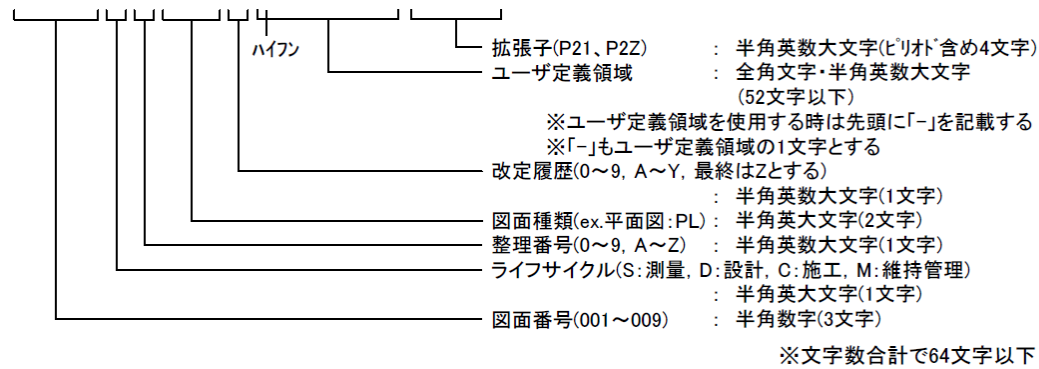 ハイフン
拡張子(P21、P2Z) : 半角英数大文字(ﾋﾟﾘｵﾄﾞ含め4文字)
ユーザ定義領域 : 全角文字・半角英数大文字
(52文字以下)
※ユーザ定義領域を使用する時は先頭に「-」を記載する
※「-」もユーザ定義領域の1文字とする
改定履歴(0～9, A～Y, 最終はZとする)
: 半角英数大文字(1文字)
図面種類(ex.平面図:PL) : 半角英大文字(2文字)
整理番号(0～9, A～Z) : 半角英数大文字(1文字)
ライフサイクル(S:測量, D:設計, C:施工, M:維持管理)
: 半角英大文字(1文字)
図面番号(001～009) : 半角数字(3文字)
※文字数合計で64文字以下